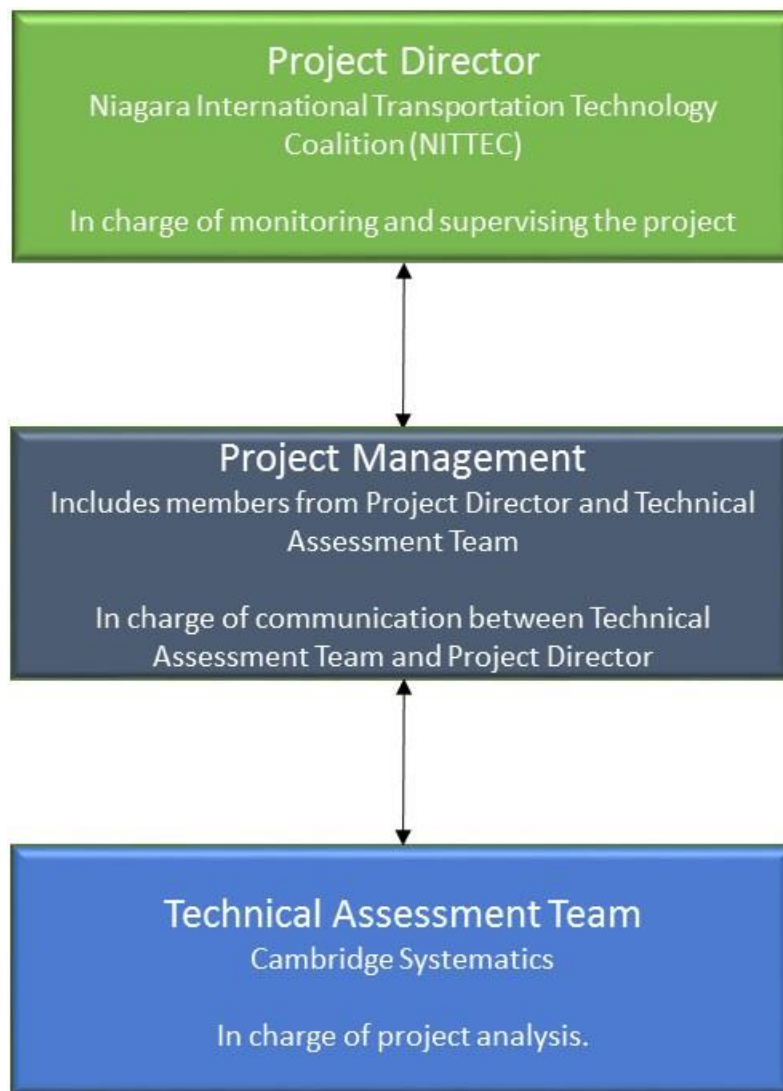 Project Director
Niagara International Transportation Technology
Coalition (NITTEC)
In charge of monitoring and supervising the project
Project Management
Includes members from Project Director and Technical
Assessment Team
In charge of communication between Technical
Assessment Team and Project Director
Technical Assessment Team
Cambridge Systematics
In charge of project analysis.